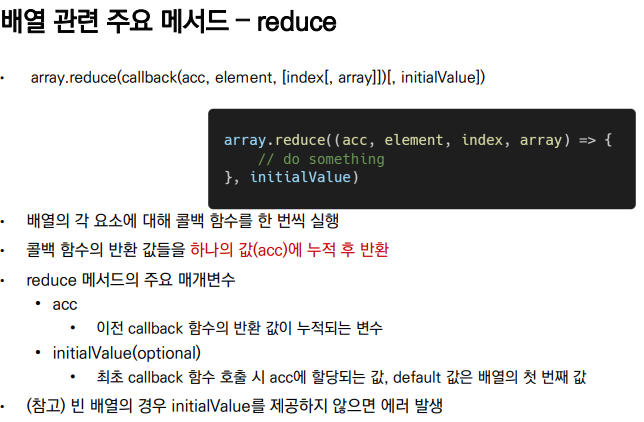 배열 관련 주요 메서드 – reduce
• array.reduce(callback(acc, element, [index[, array]])[, initialValue])
array.reduce((acc, element, index, array) => {
// do something
}, initialValue)
• 배열의 각 요소에 대해 콜백 함수를 한 번씩 실행
• 콜백 함수의 반환 값들을 하나의 값(acc)에 누적 후 반환
• reduce 메서드의 주요 매개변수
• acc
• 이전 callback 함수의 반환 값이 누적되는 변수
• initialValue(optional)
• 최초 callback 함수 호출 시 acc에 할당되는 값, default 값은 배열의 첫 번째 값
• (참고) 빈 배열의 경우 initialValue를 제공하지 않으면 에러 발생